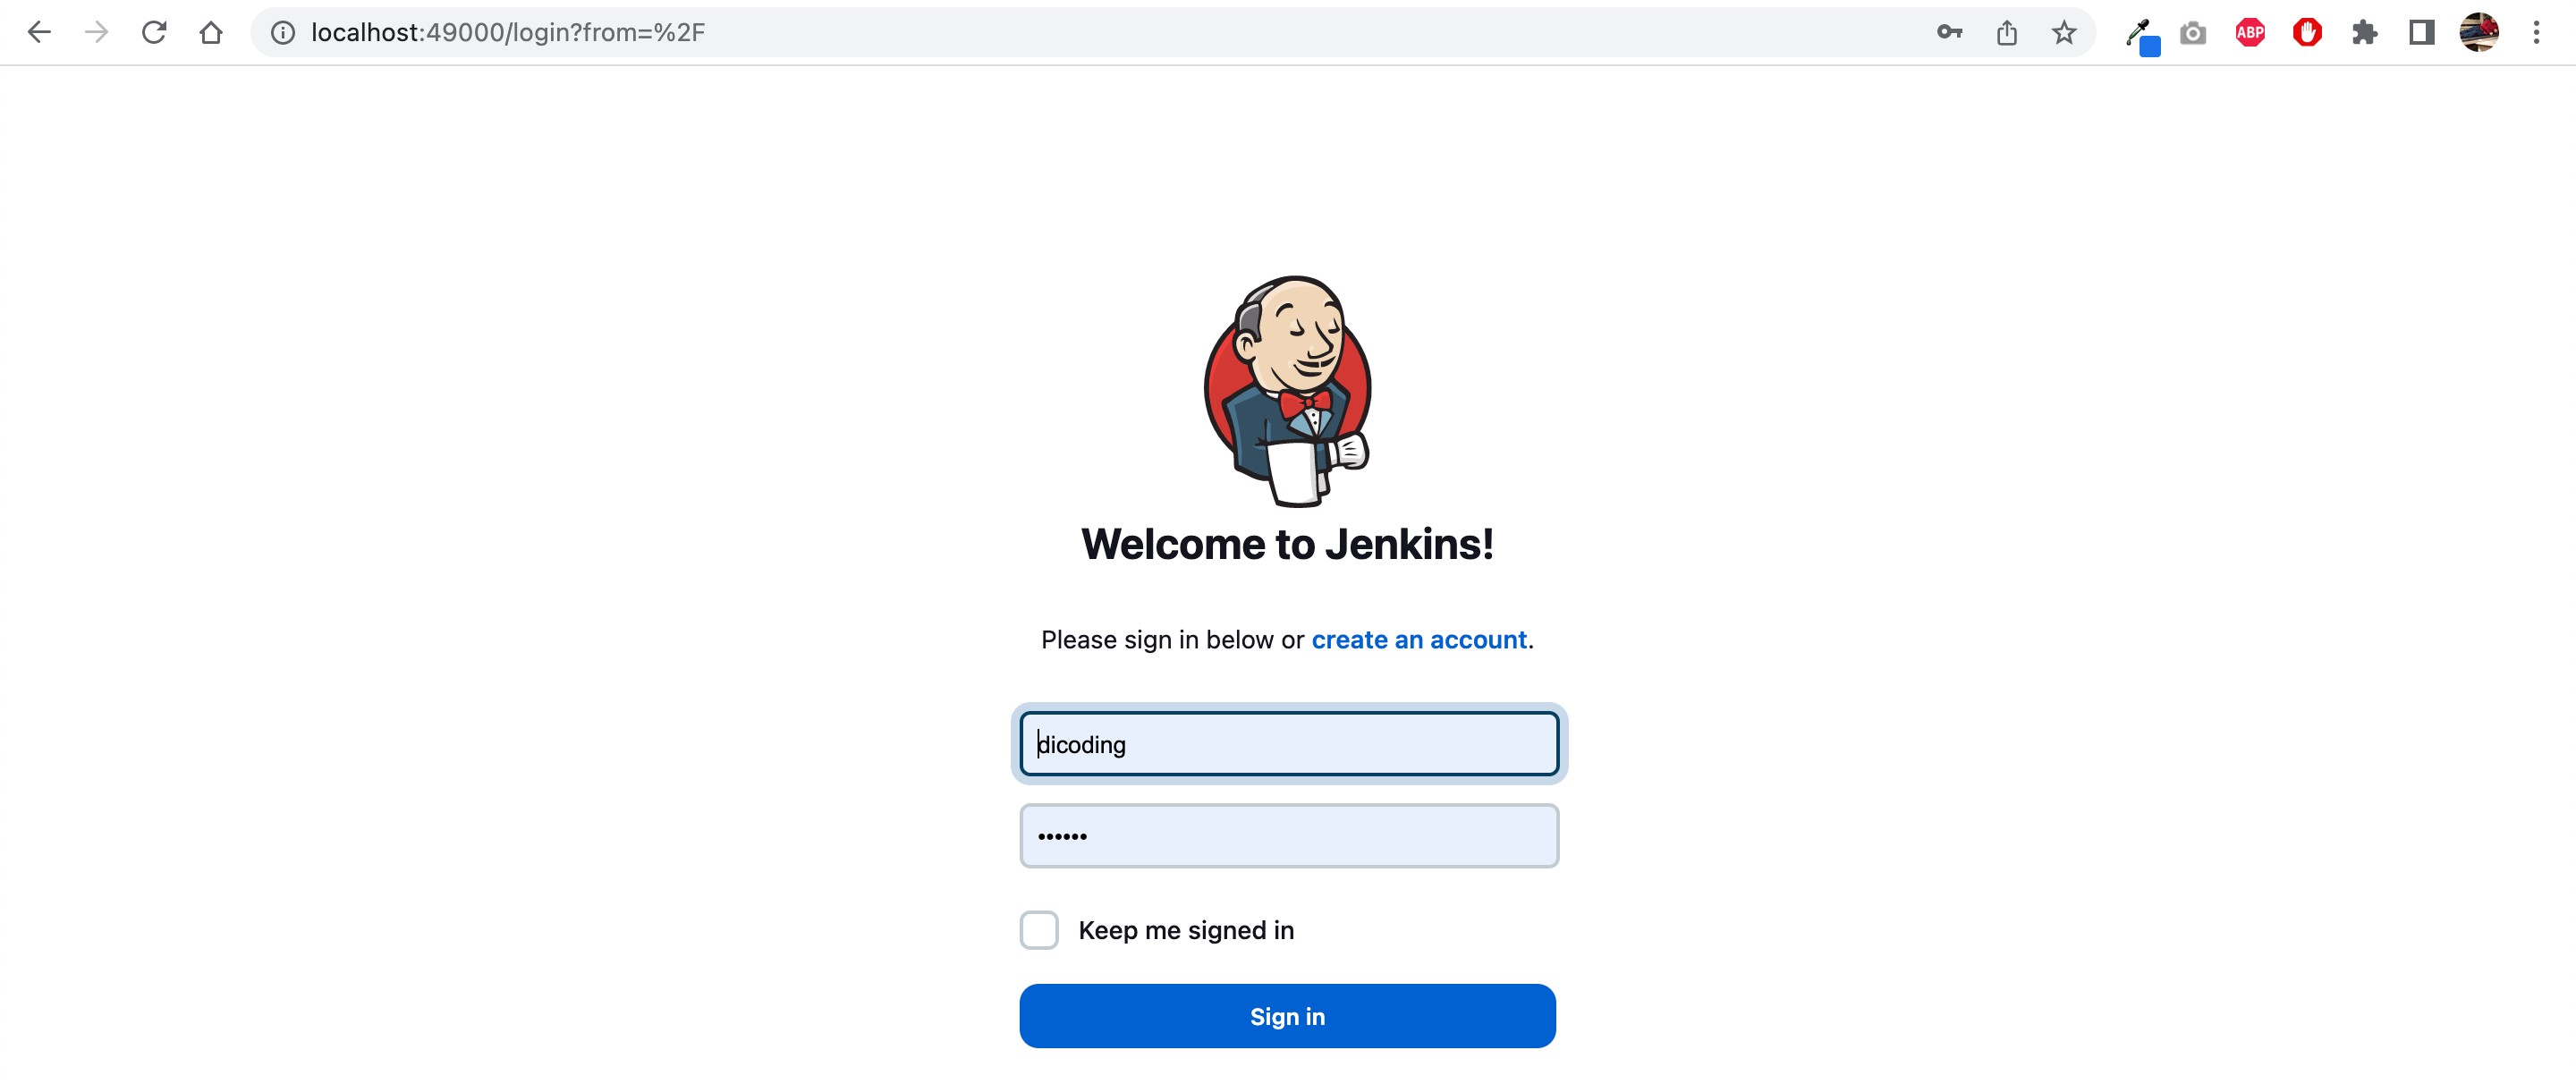 localhost:49000/login?from=%2F
ABP
Welcome to Jenkins!
Please sign in below or create an account.
dicoding
••••••
Keep me signed in
Sign in